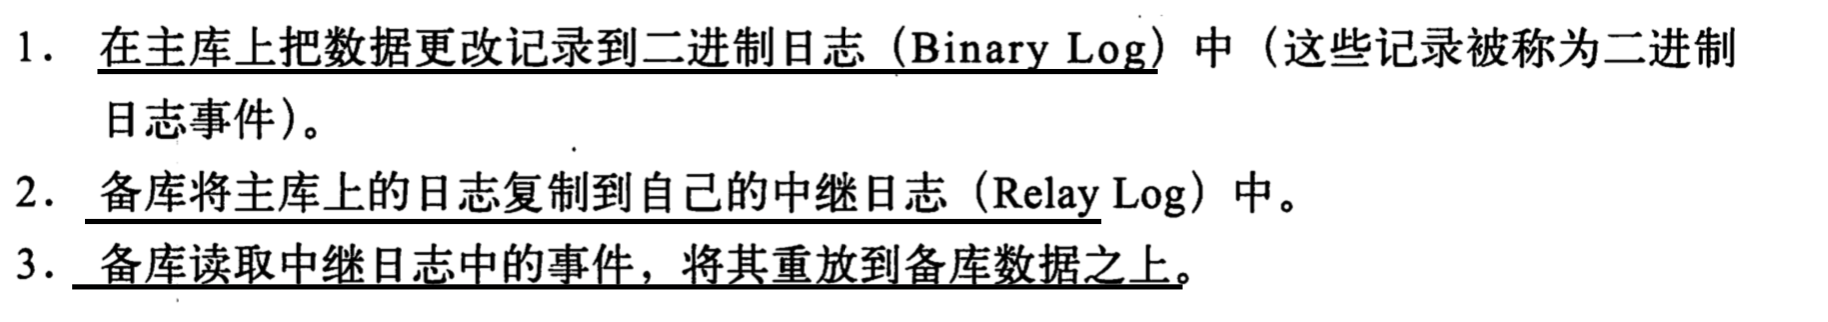 1. 在主库上把数据更改记录到二进制日志（Binary Log）中（这些记录被称为二进制
日志事件）。
2. 备库将主库上的日志复制到自己的中继日志（Relay Log）中。
3. 备库读取中继日志中的事件，将其重放到备库数据之上。